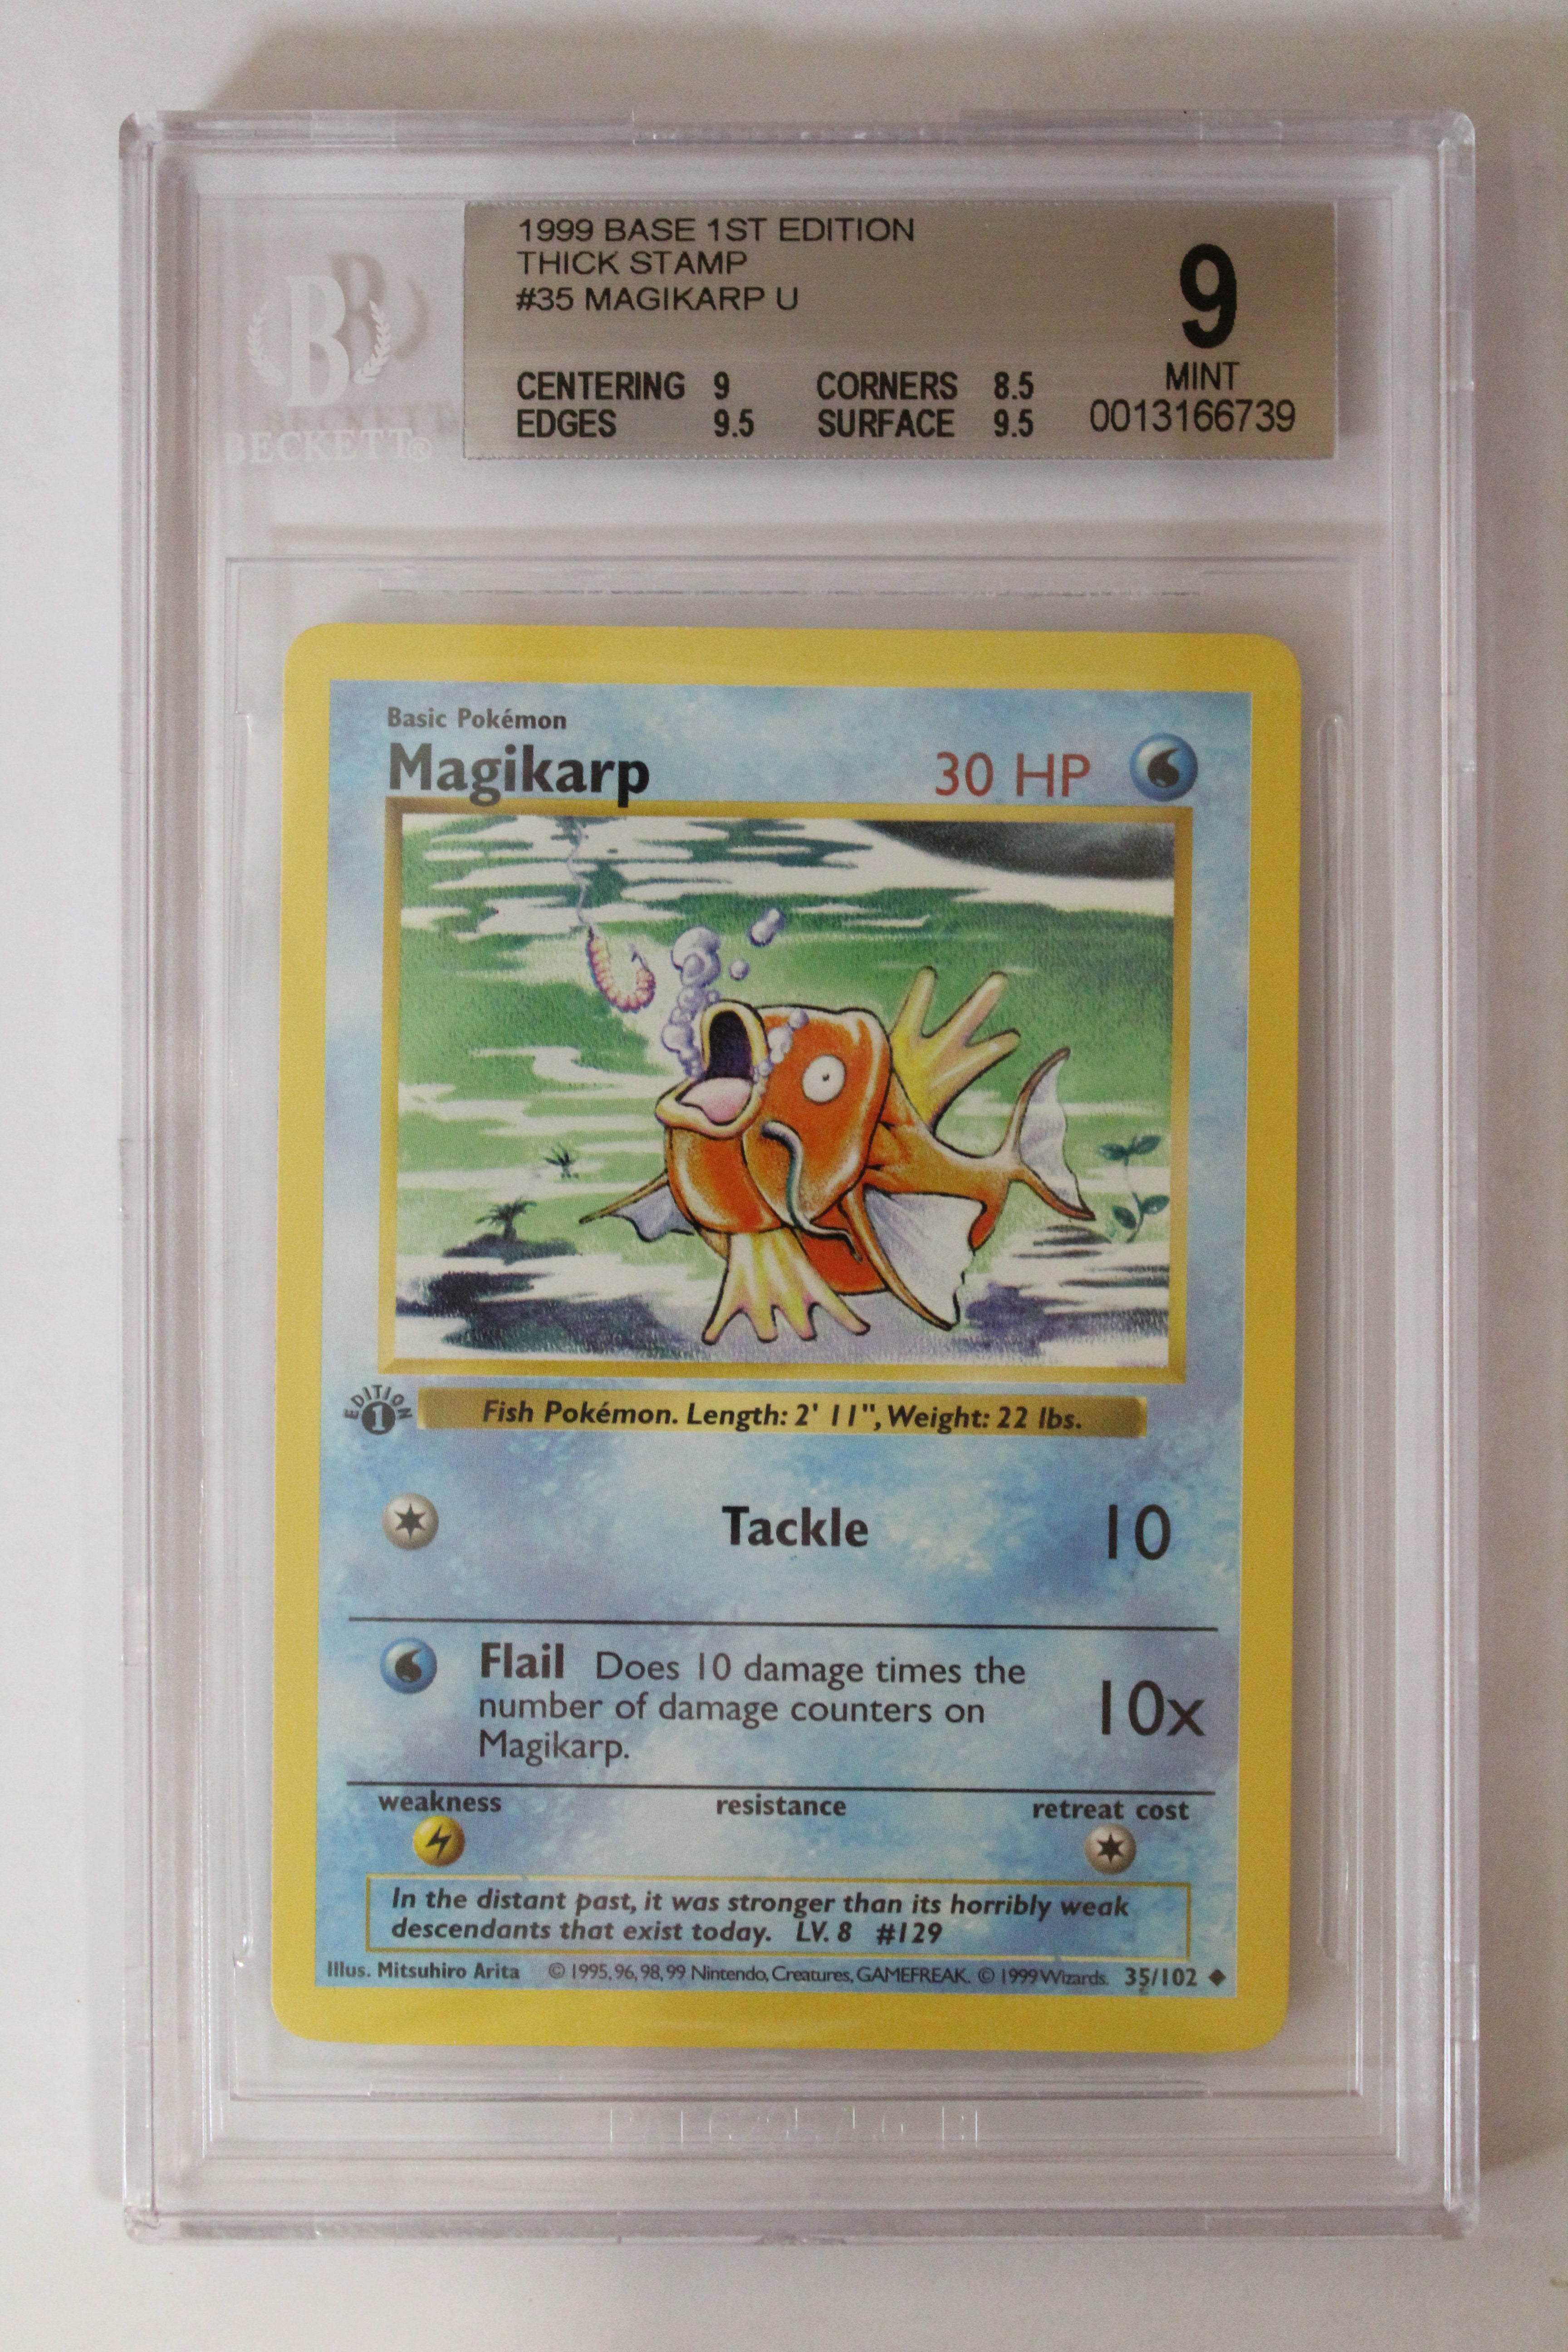 1999 BASE 1ST EDITION
THICK STAMP
#35 MAGIKARP U
9
CENTERING 9 CORNERS 8.5
MINT
EDGES 9.5 SURFACE 9.5
0013166739
B
BECKETT®
Basic Pokémon
Magikarp 30 HP
EDITION
1
Fish Pokémon. Length: 2' 11", Weight: 22 lbs.
Tackle 10
Flail Does 10 damage times the
number of damage counters on
Magikarp.
10x
weakness resistance retreat cost
In the distant past, it was stronger than its horribly weak
descendants that exist today. LV. 8 #129
Illus. Mitsuhiro Arita © 1995, 96, 98, 99 Nintendo, Creatures, GAMEFREAK. © 1999 Wizards. 35/102